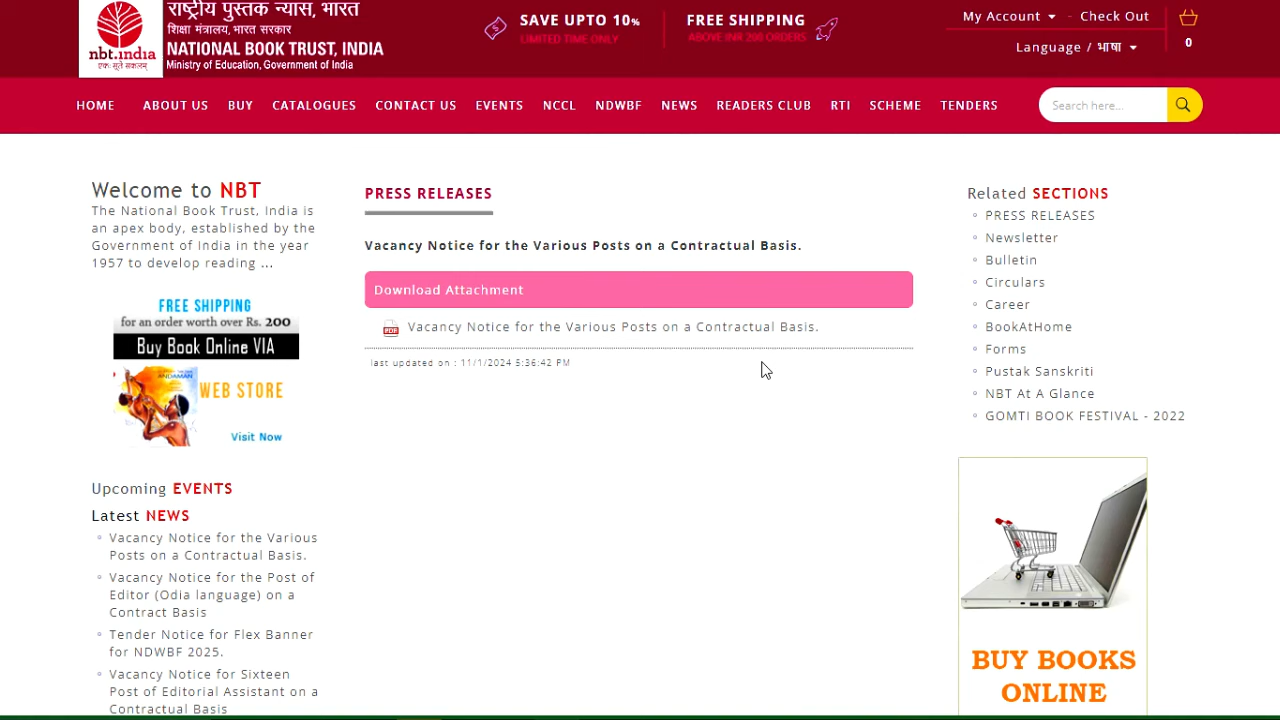 राष्ट्रीय पुस्तक न्यास, भारत
शिक्षा मंत्रालय, भारत सरकार
NATIONAL BOOK TRUST, INDIA
Ministry of Education, Government of India
nbt.india
एकः सूते सकलम्
SAVE UPTO 10%
LIMITED TIME ONLY
FREE SHIPPING
ABOVE INR 200 ORDERS
My Account - Check Out
Language / भाषा
0
HOME ABOUT US BUY CATALOGUES CONTACT US EVENTS NCCL NDWBF NEWS READERS CLUB RTI SCHEME TENDERS
Search here...
Welcome to NBT
The National Book Trust, India is
an apex body, established by the
Government of India in the year
1957 to develop reading ...
FREE SHIPPING
for an order worth over Rs. 200
Buy Book Online VIA
ANDAMAN
WEB STORE
Visit Now
Upcoming EVENTS
Latest NEWS
Vacancy Notice for the Various
Posts on a Contractual Basis.
Vacancy Notice for the Post of
Editor (Odia language) on a
Contract Basis
Tender Notice for Flex Banner
for NDWBF 2025.
Vacancy Notice for Sixteen
Post of Editorial Assistant on a
Contractual Basis
PRESS RELEASES
Vacancy Notice for the Various Posts on a Contractual Basis.
Download Attachment
PDF
Vacancy Notice for the Various Posts on a Contractual Basis.
last updated on : 11/1/2024 5:36:42 PM
Related SECTIONS
PRESS RELEASES
Newsletter
Bulletin
Circulars
Career
BookAtHome
Forms
Pustak Sanskriti
NBT At A Glance
GOMTI BOOK FESTIVAL - 2022
BUY BOOKS
ONLINE